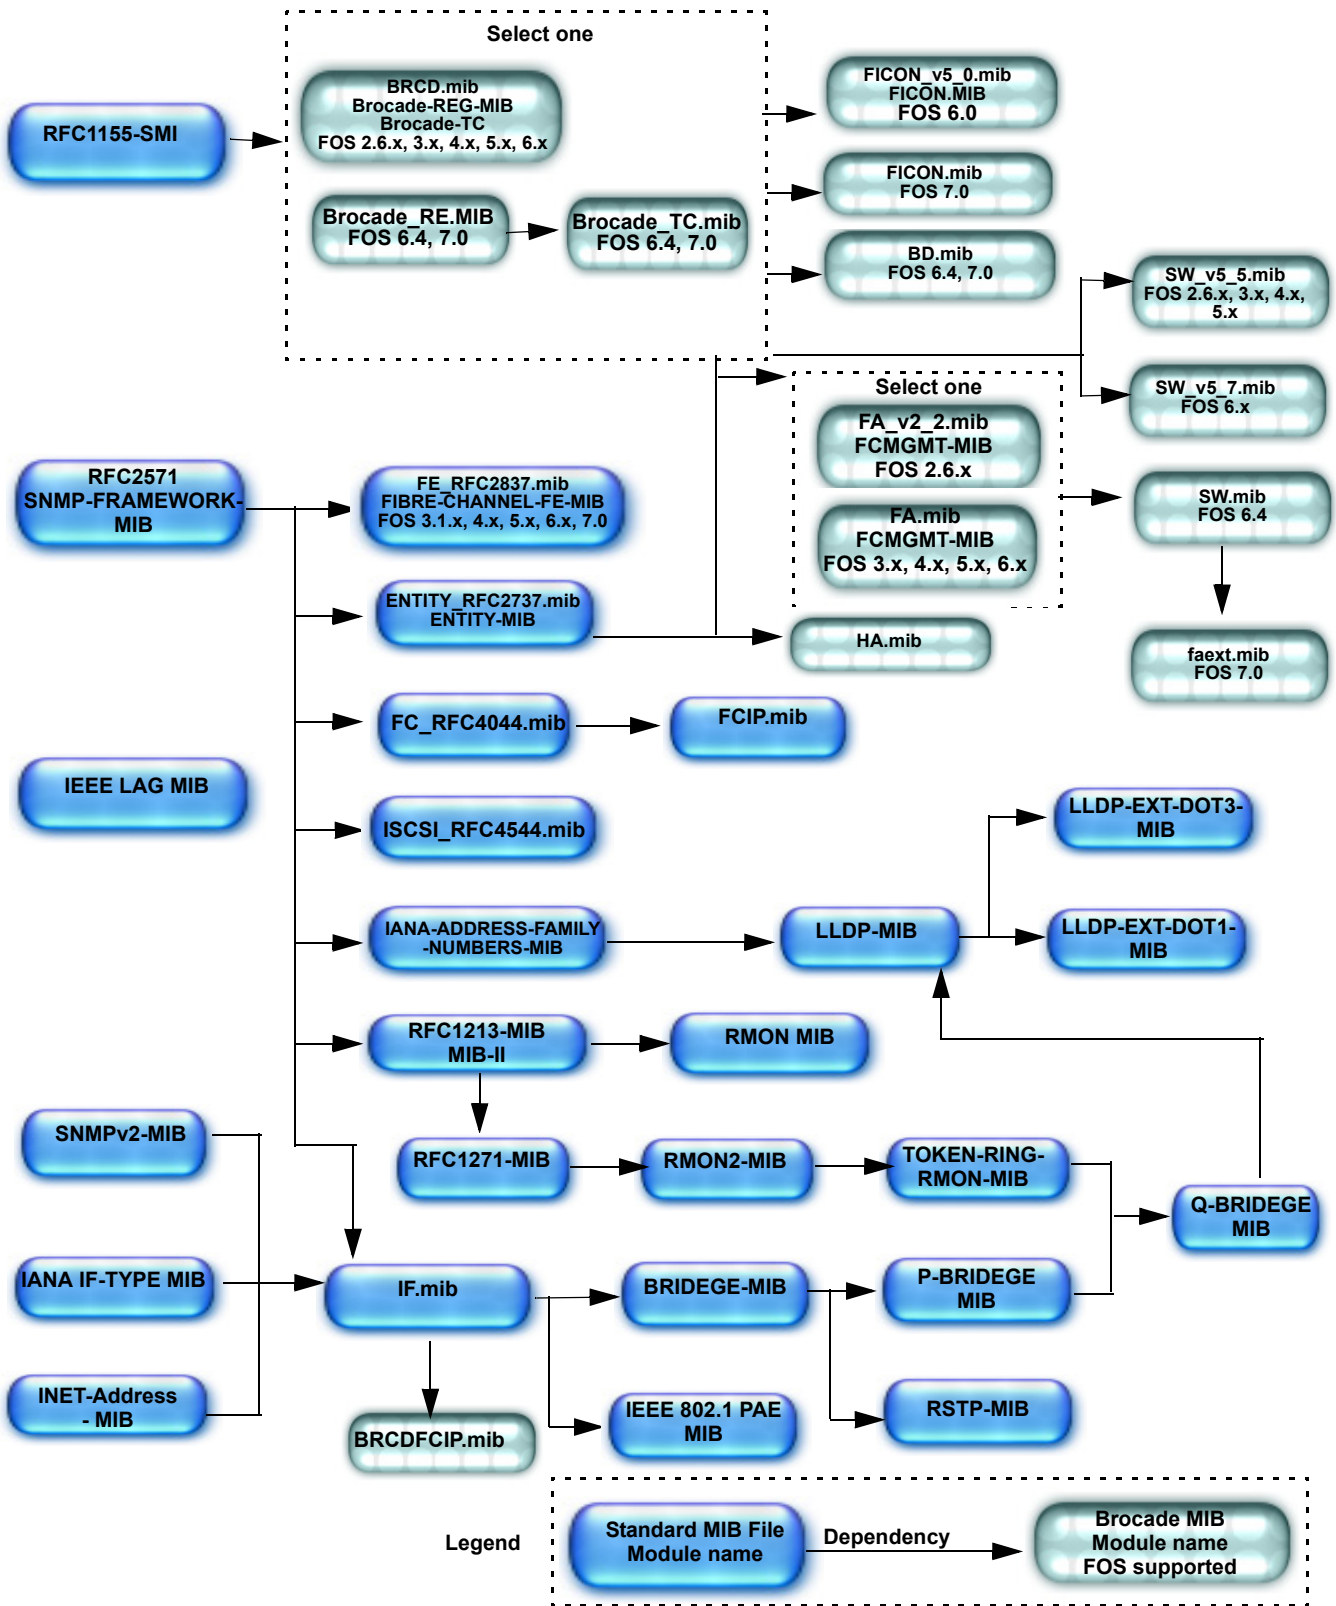 Select one
BRCD.mib
Brocade-REG-MIB
Brocade-TC
FOS 2.6.x, 3.x, 4.x, 5.x, 6.x
RFC1155-SMI
Brocade_RE.MIB
FOS 6.4, 7.0
Brocade_TC.mib
FOS 6.4, 7.0
FICON_v5_0.mib
FICON.MIB
FOS 6.0
FICON.mib
FOS 7.0
BD.mib
FOS 6.4, 7.0
SW_v5_5.mib
FOS 2.6.x, 3.x, 4.x,
5.x
SW_v5_7.mib
FOS 6.x
Select one
FA_v2_2.mib
FCMGMT-MIB
FOS 2.6.x
FA.mib
FCMGMT-MIB
FOS 3.x, 4.x, 5.x, 6.x
SW.mib
FOS 6.4
faext.mib
FOS 7.0
HA.mib
RFC2571
SNMP-FRAMEWORK-
MIB
FE_RFC2837.mib
FIBRE-CHANNEL-FE-MIB
FOS 3.1.x, 4.x, 5.x, 6.x, 7.0
ENTITY_RFC2737.mib
ENTITY-MIB
FC_RFC4044.mib
FCIP.mib
IEEE LAG MIB
ISCSI_RFC4544.mib
LLDP-EXT-DOT3-
MIB
IANA-ADDRESS-FAMILY
-NUMBERS-MIB
LLDP-MIB
LLDP-EXT-DOT1-
MIB
RFC1213-MIB
MIB-II
RMON MIB
SNMPv2-MIB
RFC1271-MIB
RMON2-MIB
TOKEN-RING-
RMON-MIB
Q-BRIDEGE
MIB
IANA IF-TYPE MIB
IF.mib
BRIDEGE-MIB
P-BRIDEGE
MIB
INET-Address
- MIB
BRCDFCIP.mib
IEEE 802.1 PAE
MIB
RSTP-MIB
Legend
Standard MIB File
Module name
Dependency
Brocade MIB
Module name
FOS supported